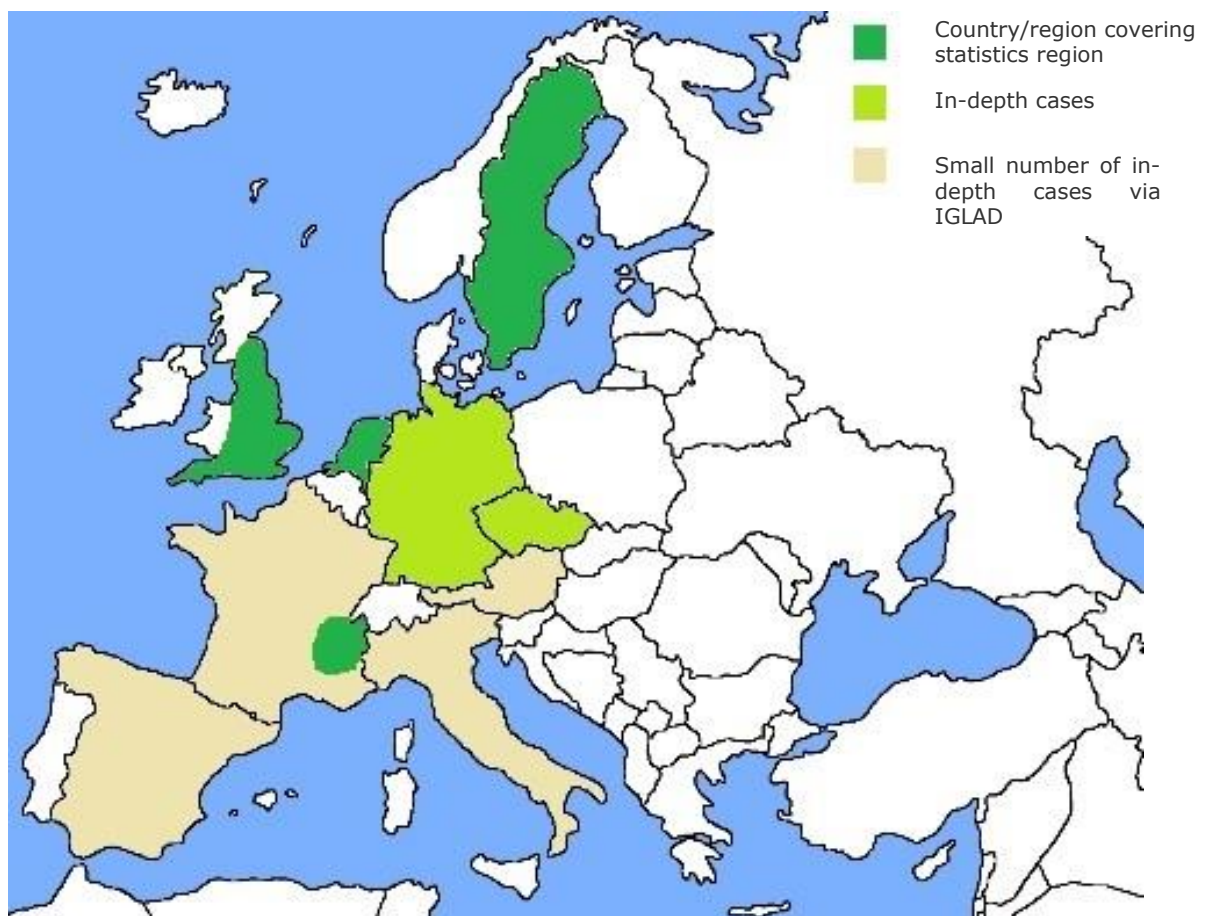 Country/region covering
statistics region
In-depth cases
Small number of in-
depth cases via
IGLAD